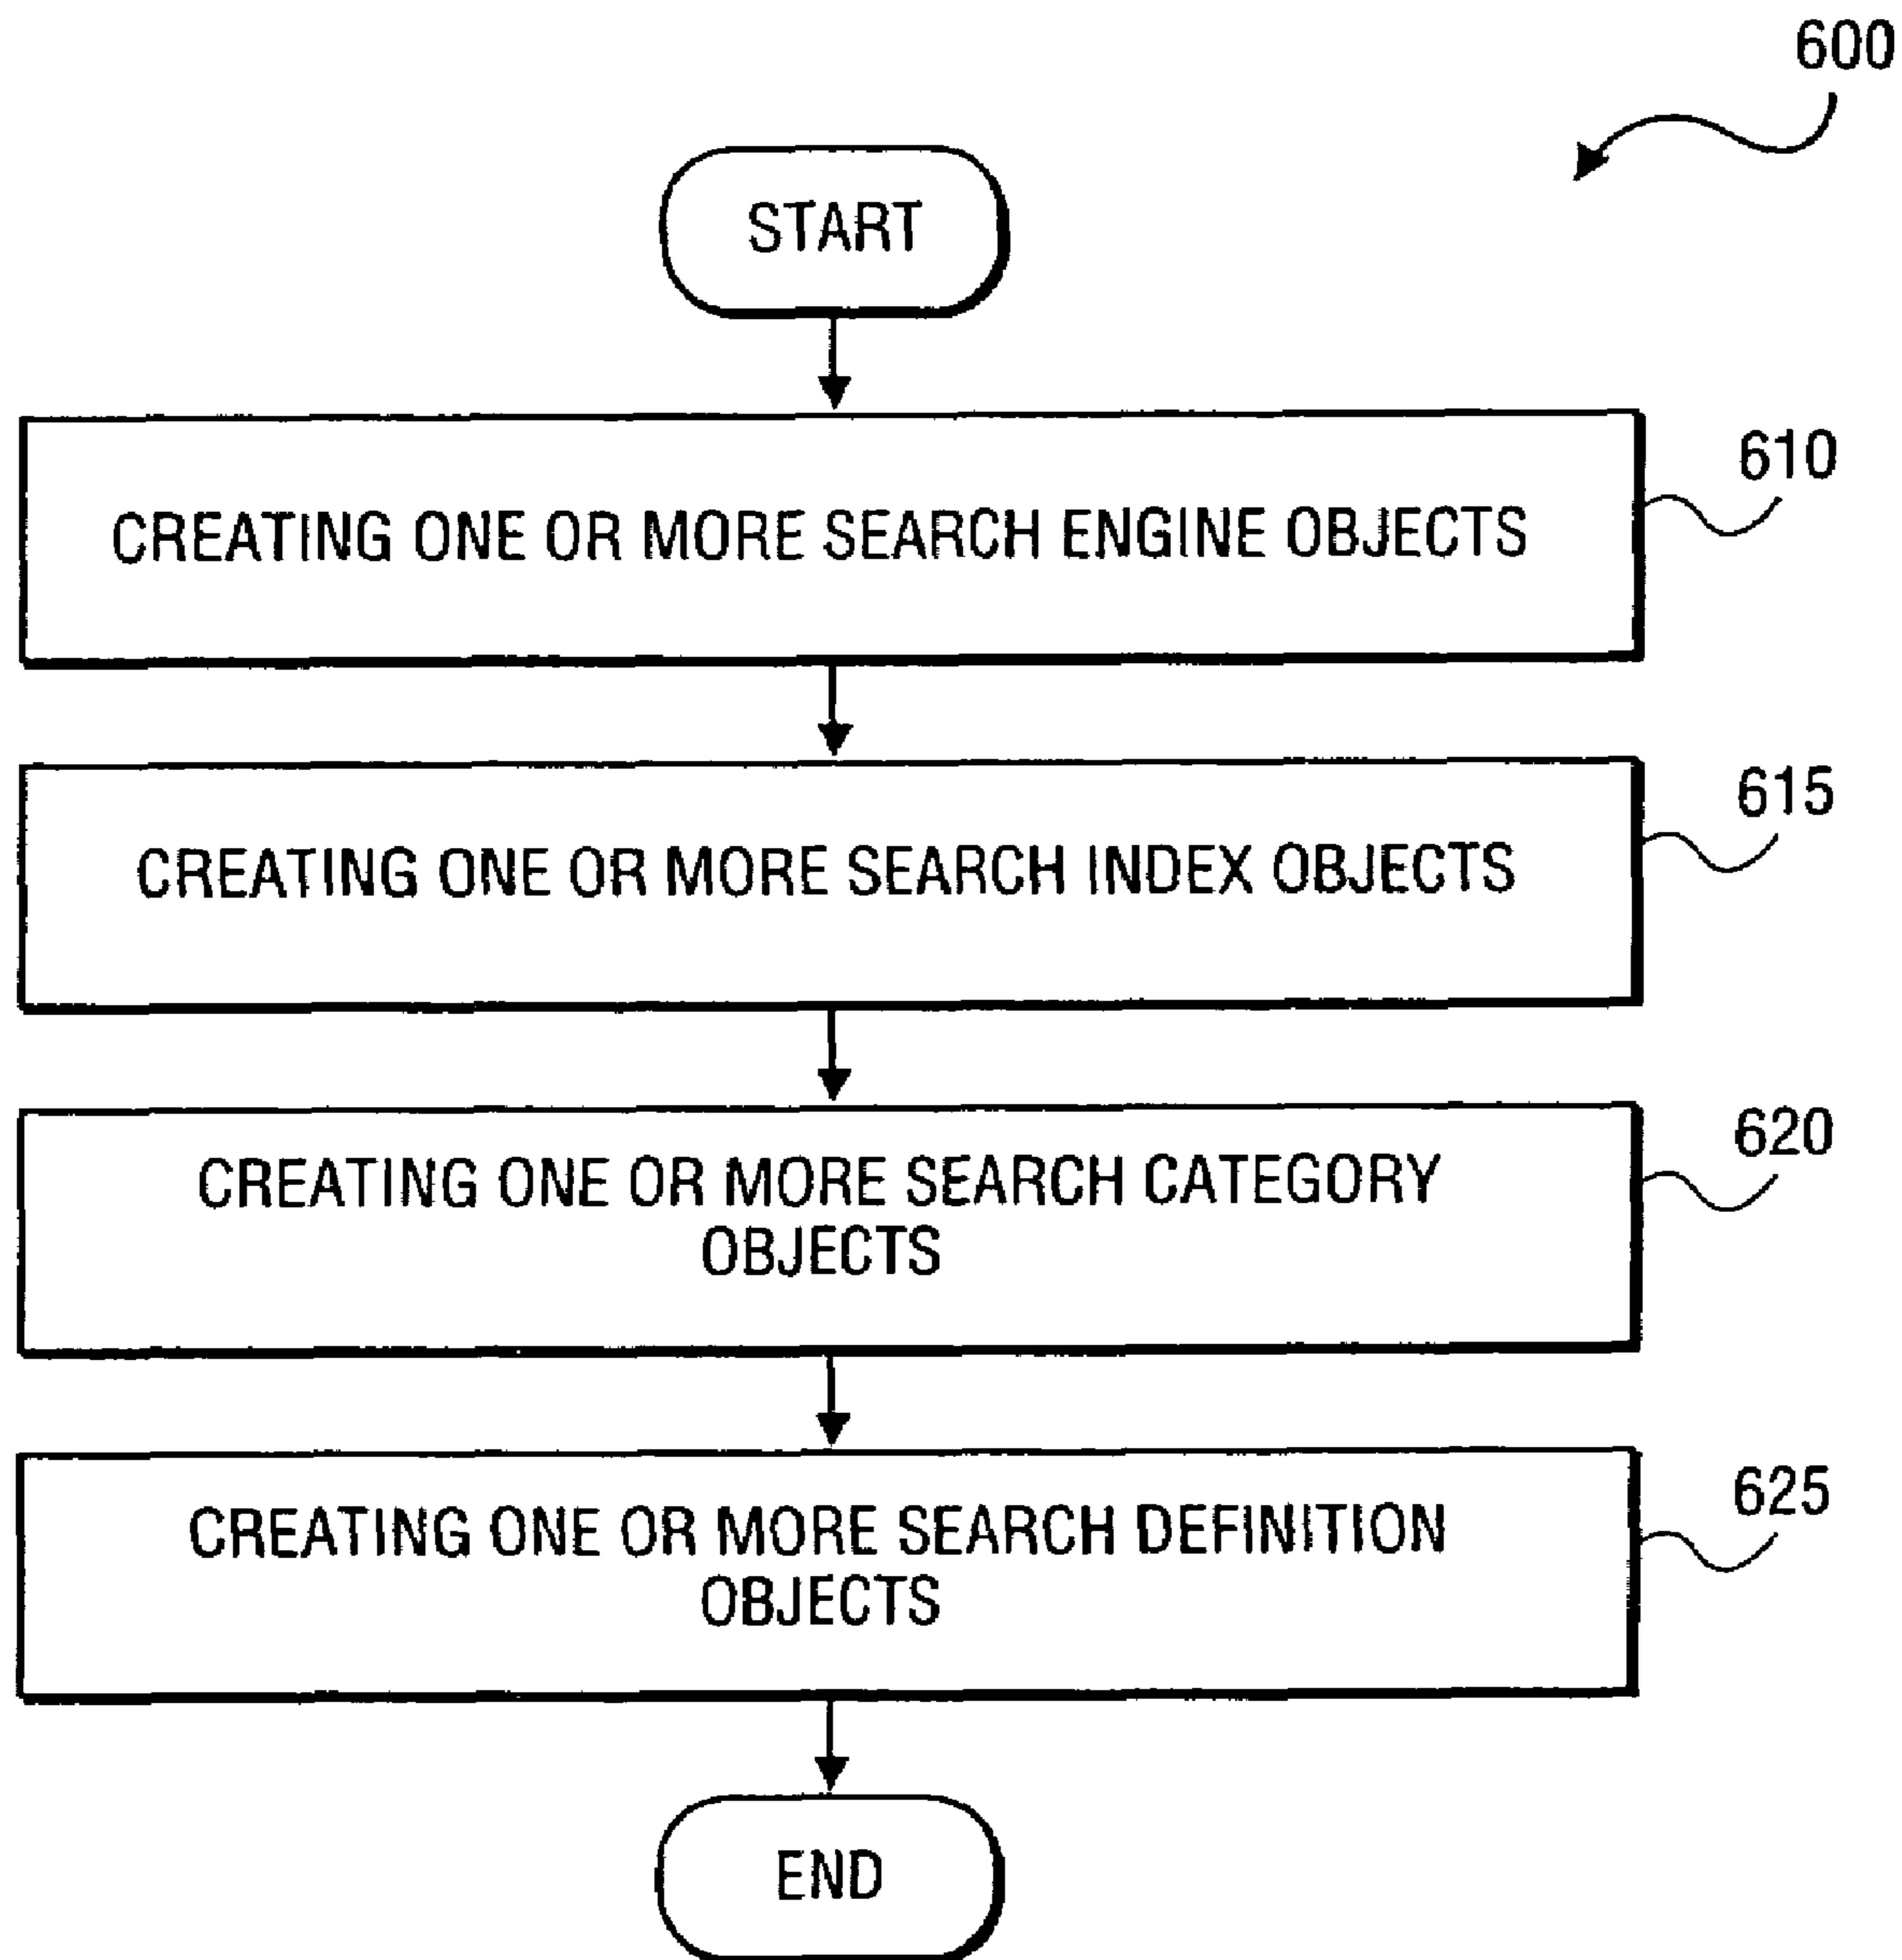 600
START
CREATING ONE OR MORE SEARCH ENGINE OBJECTS
610
CREATING ONE OR MORE SEARCH INDEX OBJECTS
615
CREATING ONE OR MORE SEARCH CATEGORY
OBJECTS
620
CREATING ONE OR MORE SEARCH DEFINITION
OBJECTS
625
END